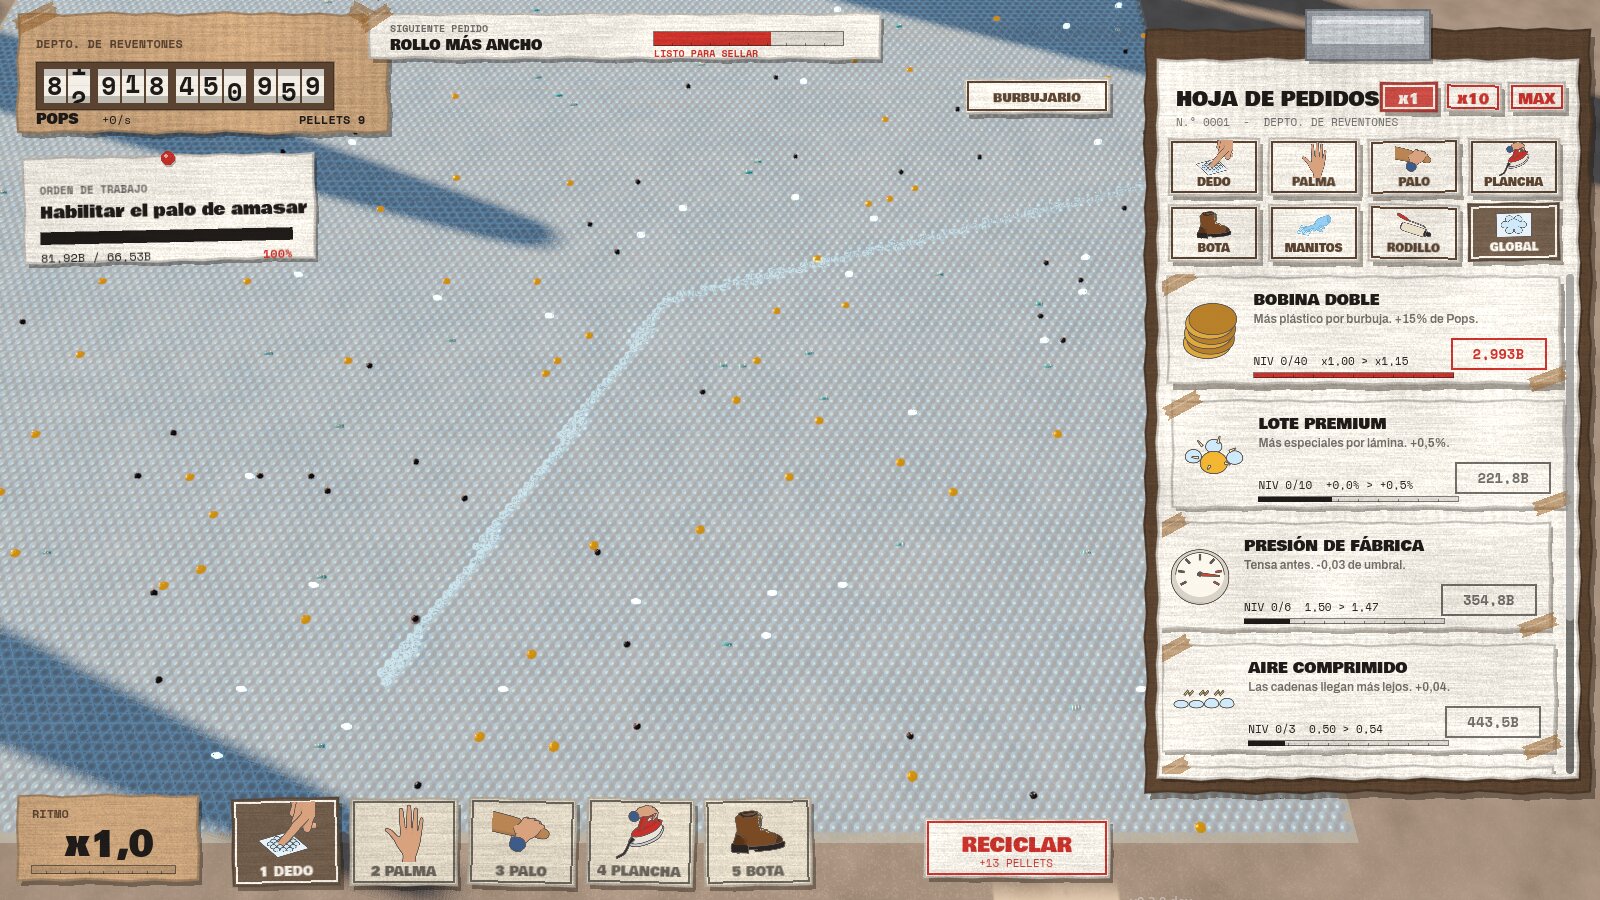 DEPTO. DE REVENTONES
918 450 959
POPS +0/s PELLETS 9
SIGUIENTE PEDIDO
ROLLO MÁS ANCHO
LISTO PARA SELLAR
BURBUJARIO
ORDEN DE TRABAJO
Habilitar el palo de amasar
81.92B / 66.53B 100%
HOJA DE PEDIDOS x1 x10 MAX
N.° 0001 - DEPTO. DE REVENTONES
DEDO PALMA PALO PLANCHA
BOTA MANITOS RODILLO GLOBAL
BOBINA DOBLE
Más plástico por burbuja. +15% de Pops.
NIV 0/40 x1.00 > x1.15 2.993B
LOTE PREMIUM
Más especiales por lámina. +0,5%.
NIV 0/10 +0.0% > +0.5% 221.8B
PRESIÓN DE FÁBRICA
Tensa antes. -0,03 de umbral.
NIV 0/6 1.50 > 1.47 354.8B
AIRE COMPRIMIDO
Las cadenas llegan más lejos. +0,04.
NIV 0/3 0.50 > 0.54 443.5B
RITMO
x1,0
1 DEDO 2 PALMA 3 PALO 4 PLANCHA 5 BOTA
RECICLAR
+13 PELLETS